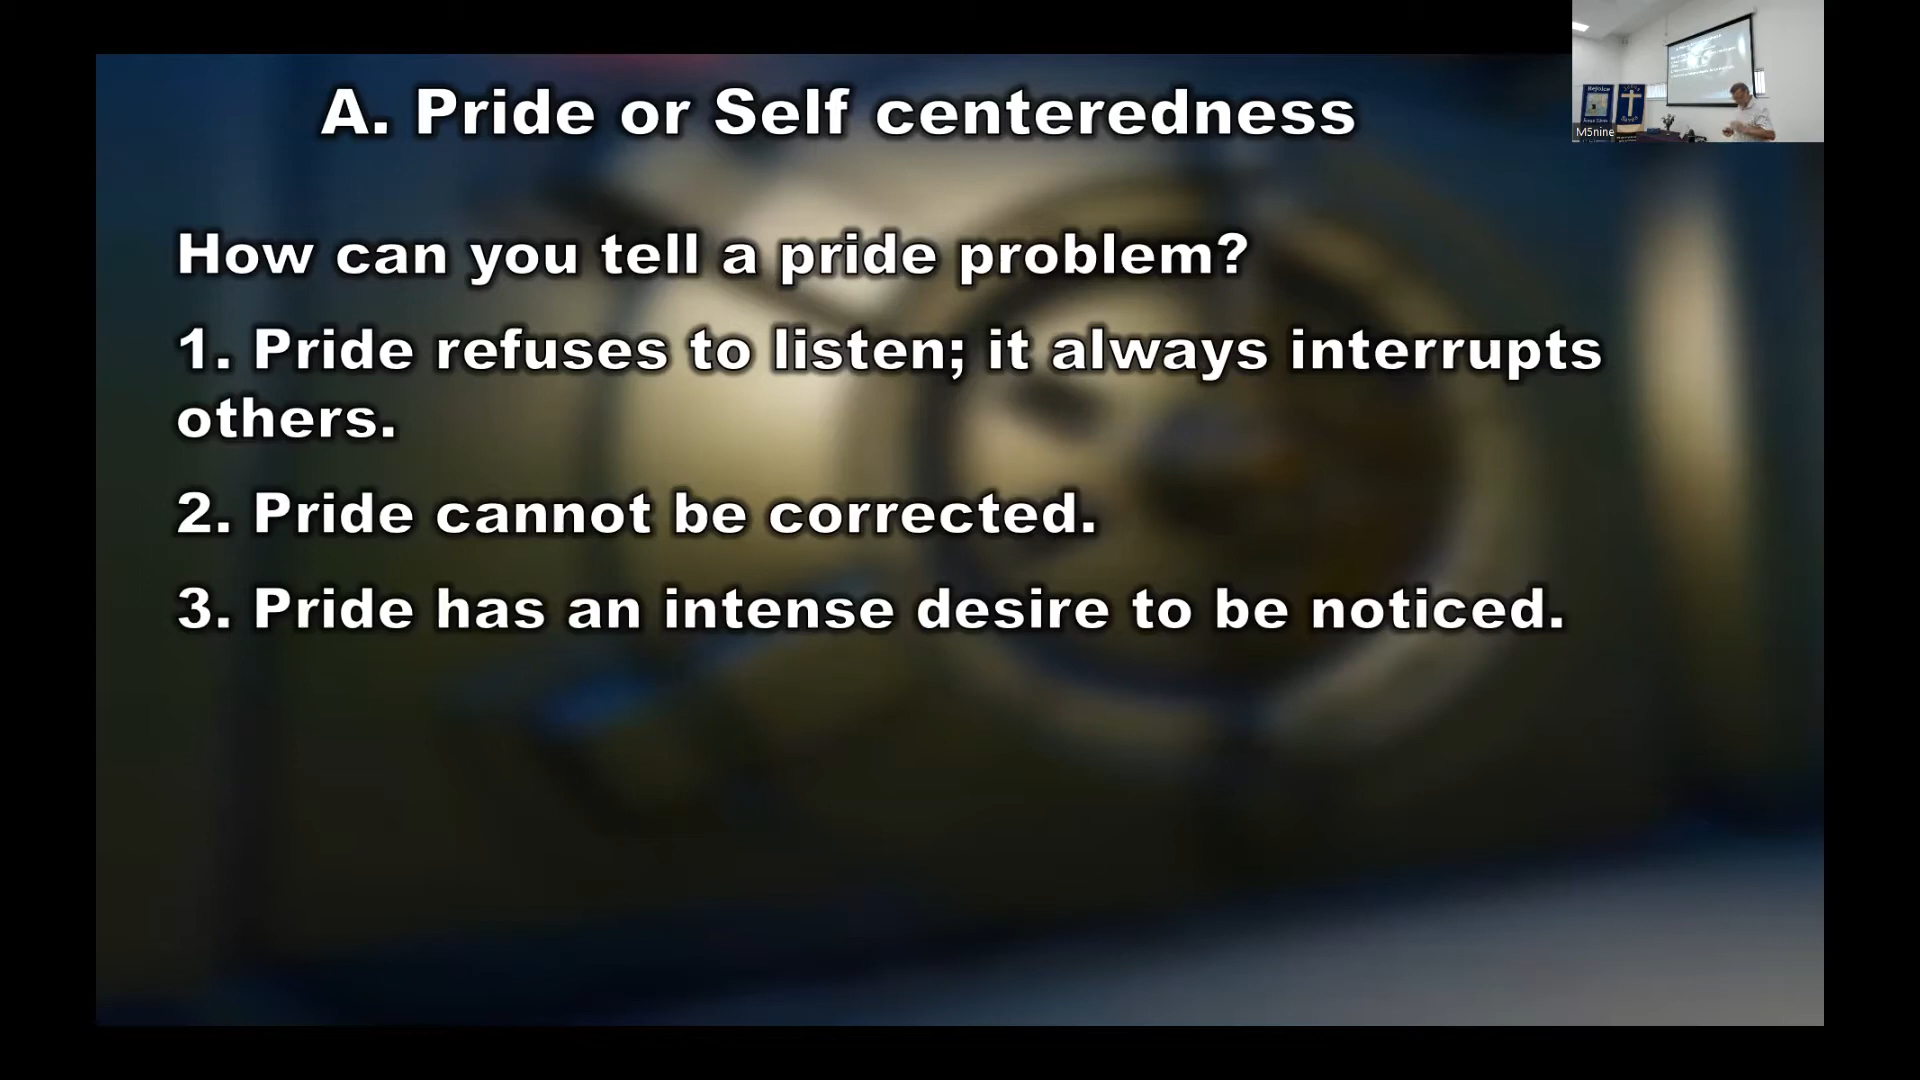 A. Pride or Self centeredness
How can you tell a pride problem?
1. Pride refuses to listen; it always interrupts
others.
2. Pride cannot be corrected.
3. Pride has an intense desire to be noticed.
Rejoice
M5nine